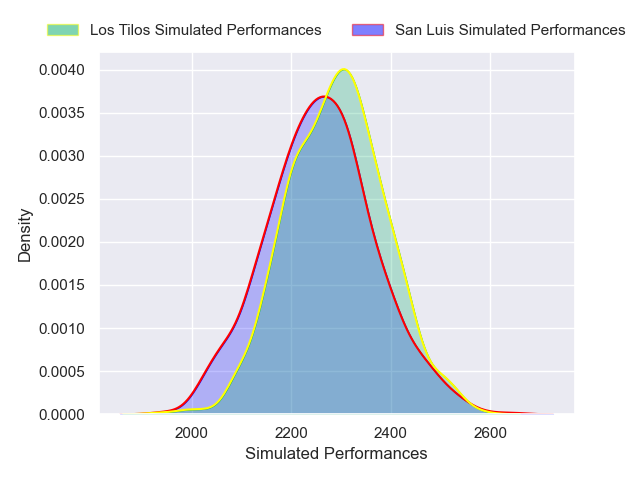 Los Tilos Simulated Performances San Luis Simulated Performances
0.0040
0.0035
0.0030
0.0025
0.0020
0.0015
0.0010
0.0005
0.0000
Density
2000 2200 2400 2600
Simulated Performances